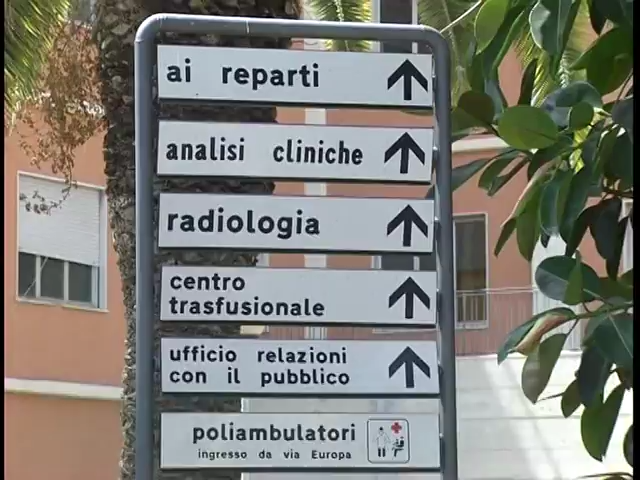 ai reparti
analisi cliniche
radiologia
centro
trasfusionale
ufficio relazioni
con il pubblico
poliambulatori
ingresso da via Europa